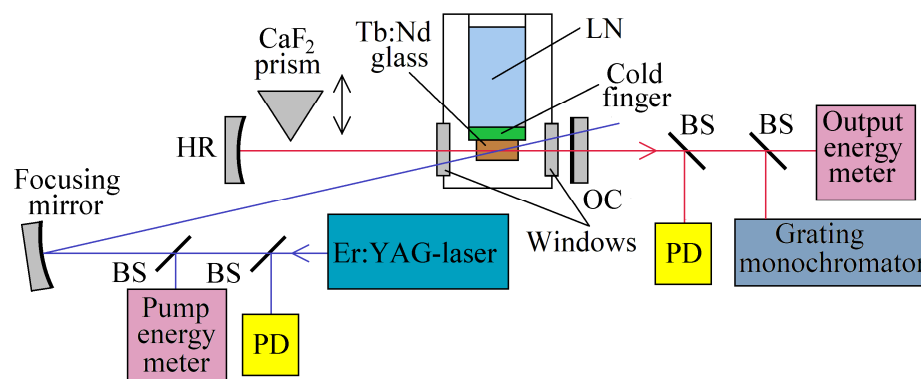 CaF₂
prism
Tb:Nd
glass
LN
Cold
finger
HR
BS
BS
Output
energy
meter
Focusing
mirror
OC
Windows
Er:YAG-laser
PD
Grating
monochromator
BS
BS
Pump
energy
meter
PD